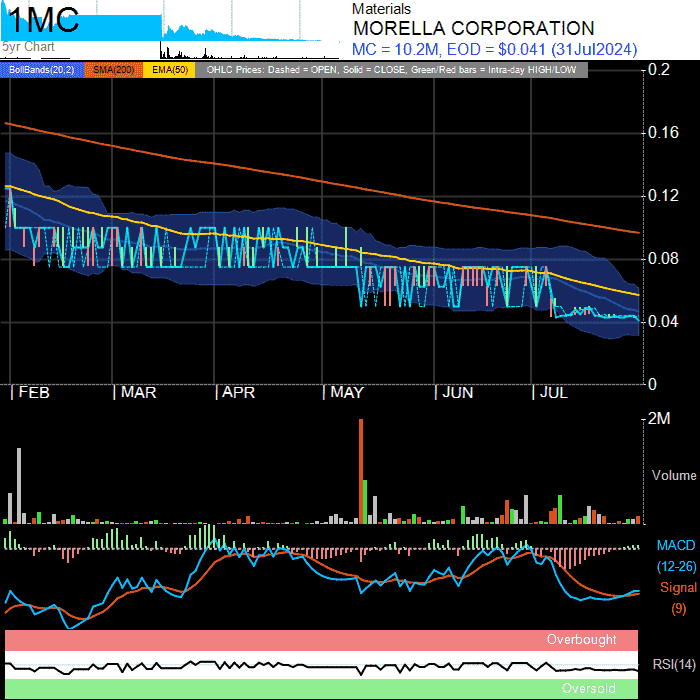 1MC
5yr Chart
Materials
MORELLA CORPORATION
MC = 10.2M, EOD = $0.041 (31Jul2024)
BollBands(20,2) SMA(200) EMA(50) OHLC Prices: Dashed = OPEN, Solid = CLOSE, Green/Red bars = Intra-day HIGH/LOW
0.2
0.16
0.12
0.08
0.04
0
FEB MAR APR MAY JUN JUL
2M
Volume
MACD
(12-26)
Signal
(9)
Overbought
RSI(14)
Oversold